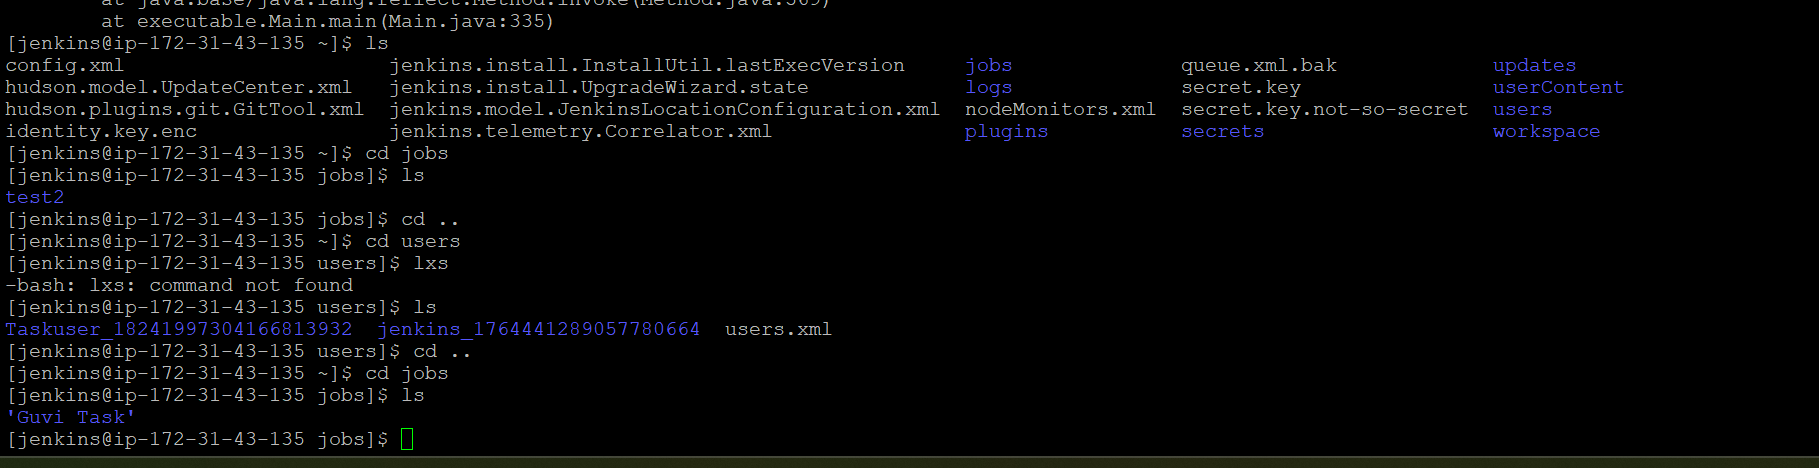 at java.base/java.lang.reflect.Method.invoke(Method.java:569)
at executable.Main.main(Main.java:335)
[jenkins@ip-172-31-43-135 ~]$ ls
config.xml jenkins.install.InstallUtil.lastExecVersion jobs queue.xml.bak updates
hudson.model.UpdateCenter.xml jenkins.install.UpgradeWizard.state logs secret.key userContent
hudson.plugins.git.GitTool.xml jenkins.model.JenkinsLocationConfiguration.xml nodeMonitors.xml secret.key.not-so-secret users
identity.key.enc jenkins.telemetry.Correlator.xml plugins secrets workspace
[jenkins@ip-172-31-43-135 ~]$ cd jobs
[jenkins@ip-172-31-43-135 jobs]$ ls
test2
[jenkins@ip-172-31-43-135 jobs]$ cd ..
[jenkins@ip-172-31-43-135 ~]$ cd users
[jenkins@ip-172-31-43-135 users]$ lxs
-bash: lxs: command not found
[jenkins@ip-172-31-43-135 users]$ ls
Taskuser_18241997304166813932 jenkins_1764441289057780664 users.xml
[jenkins@ip-172-31-43-135 users]$ cd ..
[jenkins@ip-172-31-43-135 ~]$ cd jobs
[jenkins@ip-172-31-43-135 jobs]$ ls
'Guvi Task'
[jenkins@ip-172-31-43-135 jobs]$